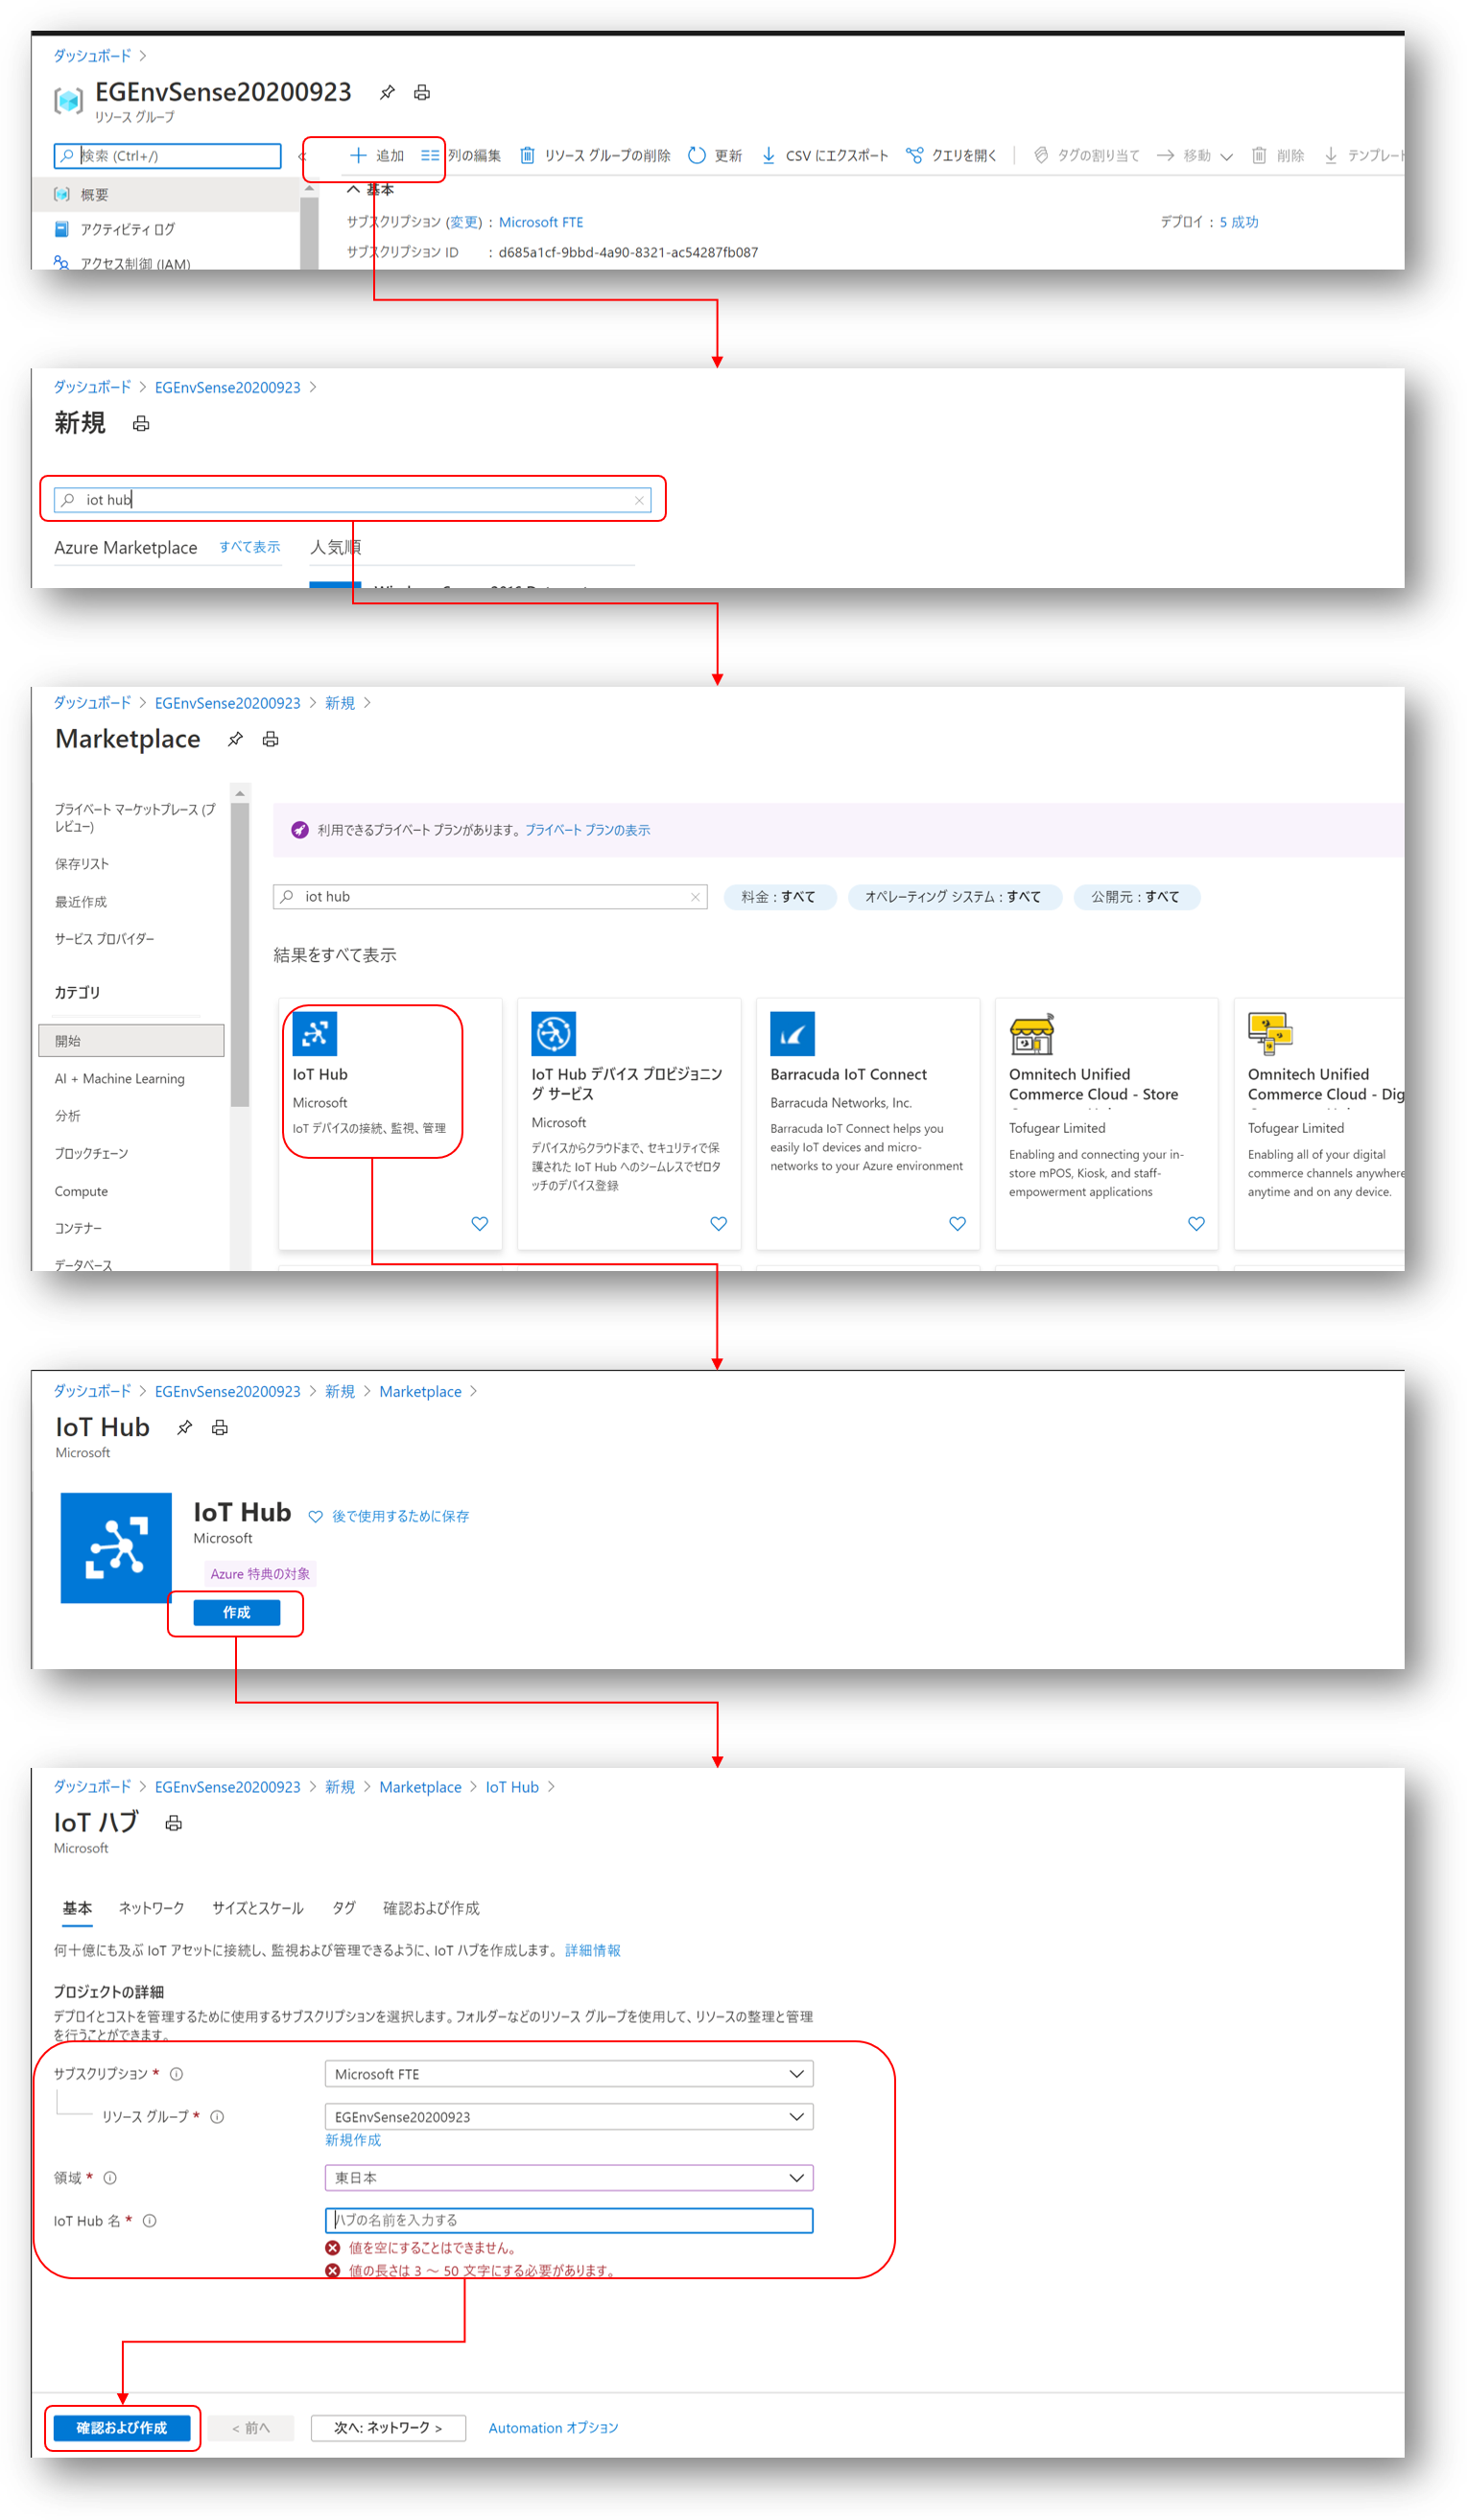 ダッシュボード >
EGEnvSense20200923
リソース グループ
検索 (Ctrl+/)
«
追加
列の編集
リソース グループの削除
更新
CSV にエクスポート
クエリを開く
タグの割り当て
移動
削除
テンプレート
概要
基本
アクティビティ ログ
サブスクリプション (変更) : Microsoft FTE
デプロイ : 5 成功
アクセス制御 (IAM)
サブスクリプション ID : d685a1cf-9bbd-4a90-8321-ac54287fb087
ダッシュボード > EGEnvSense20200923 >
新規
iot hub
Azure Marketplace すべて表示
人気順
ダッシュボード > EGEnvSense20200923 > 新規 >
Marketplace
プライベート マーケットプレース (プ
レビュー)
保存リスト
最近作成
サービス プロバイダー
カテゴリ
開始
AI + Machine Learning
分析
ブロックチェーン
Compute
コンテナー
データベース
利用できるプライベート プランがあります。 プライベート プランの表示
iot hub
料金 : すべて
オペレーティング システム : すべて
公開元 : すべて
結果をすべて表示
IoT Hub
Microsoft
IoT デバイスの接続、監視、管理
IoT Hub デバイス プロビジョニン
グ サービス
Microsoft
デバイスからクラウドまで、セキュリティで保
護された IoT Hub へのシームレスでゼロタ
ッチのデバイス登録
Barracuda IoT Connect
Barracuda Networks, Inc.
Barracuda IoT Connect helps you
easily IoT devices and micro-
networks to your Azure environment
Omnitech Unified
Commerce Cloud - Store
Tofugear Limited
Enabling and connecting your in-
store mPOS, Kiosk, and staff-
empowerment applications
Omnitech Unified
Commerce Cloud - Dig
Tofugear Limited
Enabling all of your digital
commerce channels anywhere
anytime and on any device.
ダッシュボード > EGEnvSense20200923 > 新規 > Marketplace >
IoT Hub
Microsoft
IoT Hub
後で使用するために保存
Microsoft
Azure 特典の対象
作成
ダッシュボード > EGEnvSense20200923 > 新規 > Marketplace > IoT Hub >
IoT ハブ
Microsoft
基本 ネットワーク サイズとスケール タグ 確認および作成
何十億にも及ぶ IoT アセットに接続し、監視および管理できるように、IoT ハブを作成します。 詳細情報
プロジェクトの詳細
デプロイとコストを管理するために使用するサブスクリプションを選択します。フォルダーなどのリソース グループを使用して、リソースの整理と管理
を行うことができます。
サブスクリプション *
Microsoft FTE
リソース グループ *
EGEnvSense20200923
新規作成
領域 *
東日本
IoT Hub 名 *
ハブの名前を入力する
値を空にすることはできません。
値の長さは 3 ～ 50 文字にする必要があります。
確認および作成
< 前へ
次へ: ネットワーク >
Automation オプション